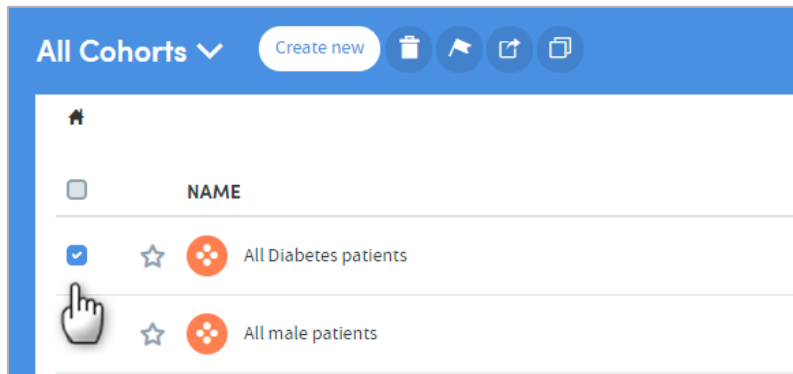 All Cohorts
Create new
NAME
All Diabetes patients
All male patients